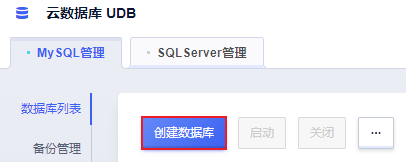 云数据库 UDB
MySQL管理 SQLServer管理
数据库列表
创建数据库 启动 关闭 ...
备份管理